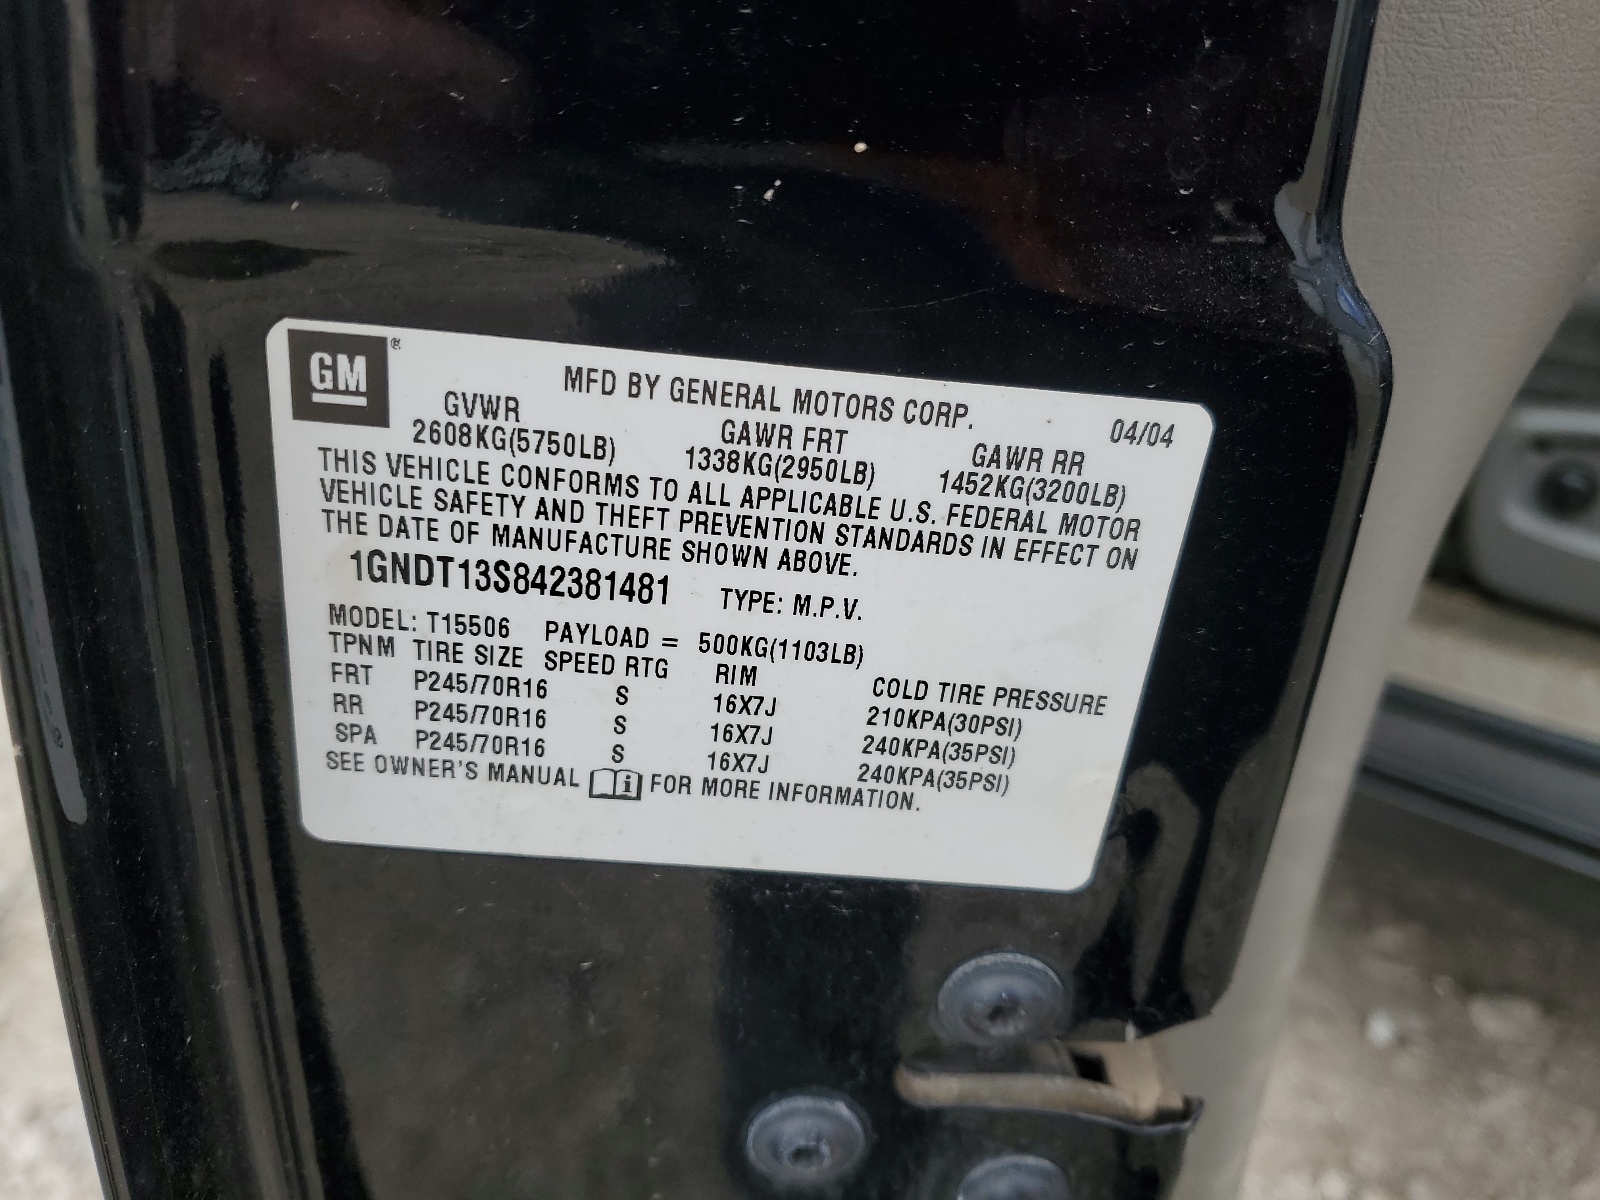 GM ®
MFD BY GENERAL MOTORS CORP. 04/04
GVWR GAWR FRT GAWR RR
2608KG(5750LB) 1338KG(2950LB) 1452KG(3200LB)
THIS VEHICLE CONFORMS TO ALL APPLICABLE U.S. FEDERAL MOTOR
VEHICLE SAFETY AND THEFT PREVENTION STANDARDS IN EFFECT ON
THE DATE OF MANUFACTURE SHOWN ABOVE.
1GNDT13S842381481 TYPE: M.P.V.
MODEL: T15506 PAYLOAD = 500KG(1103LB)
TPNM TIRE SIZE SPEED RTG RIM COLD TIRE PRESSURE
FRT P245/70R16 S 16X7J 210KPA(30PSI)
RR P245/70R16 S 16X7J 240KPA(35PSI)
SPA P245/70R16 S 16X7J 240KPA(35PSI)
SEE OWNER'S MANUAL i FOR MORE INFORMATION.